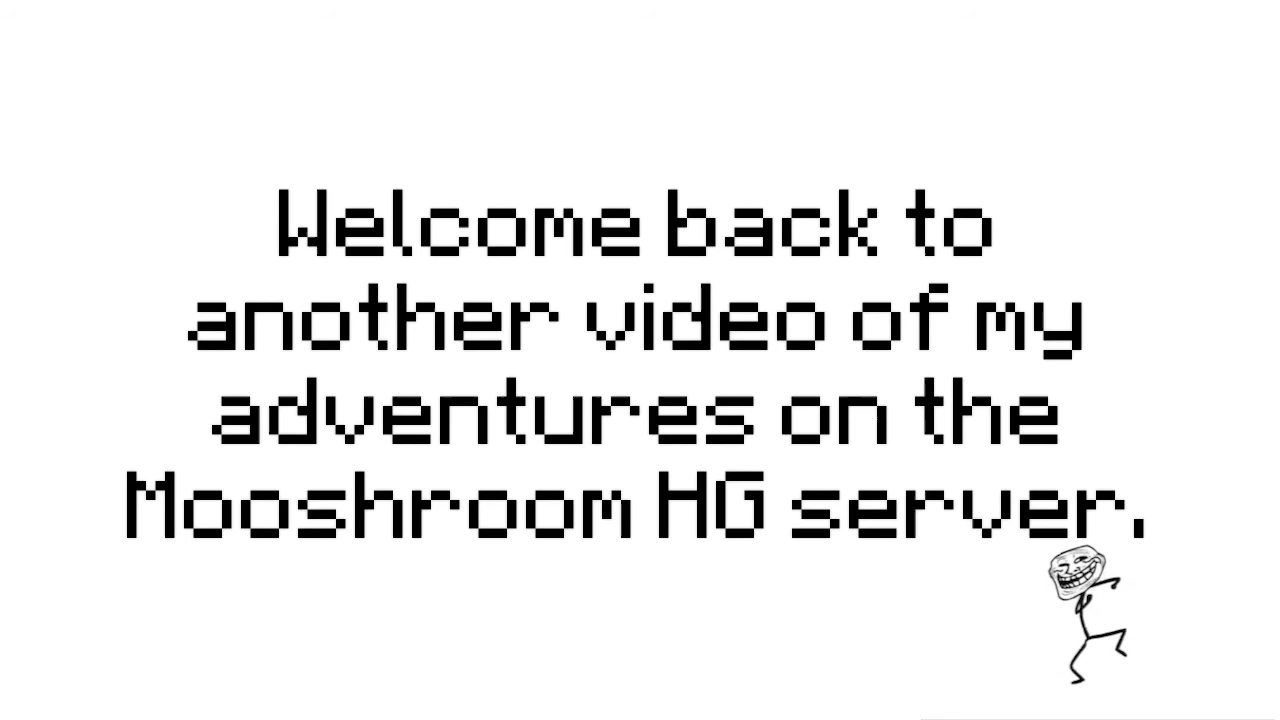 Welcome back to
another video of my
adventures on the
Mooshroom HG server.